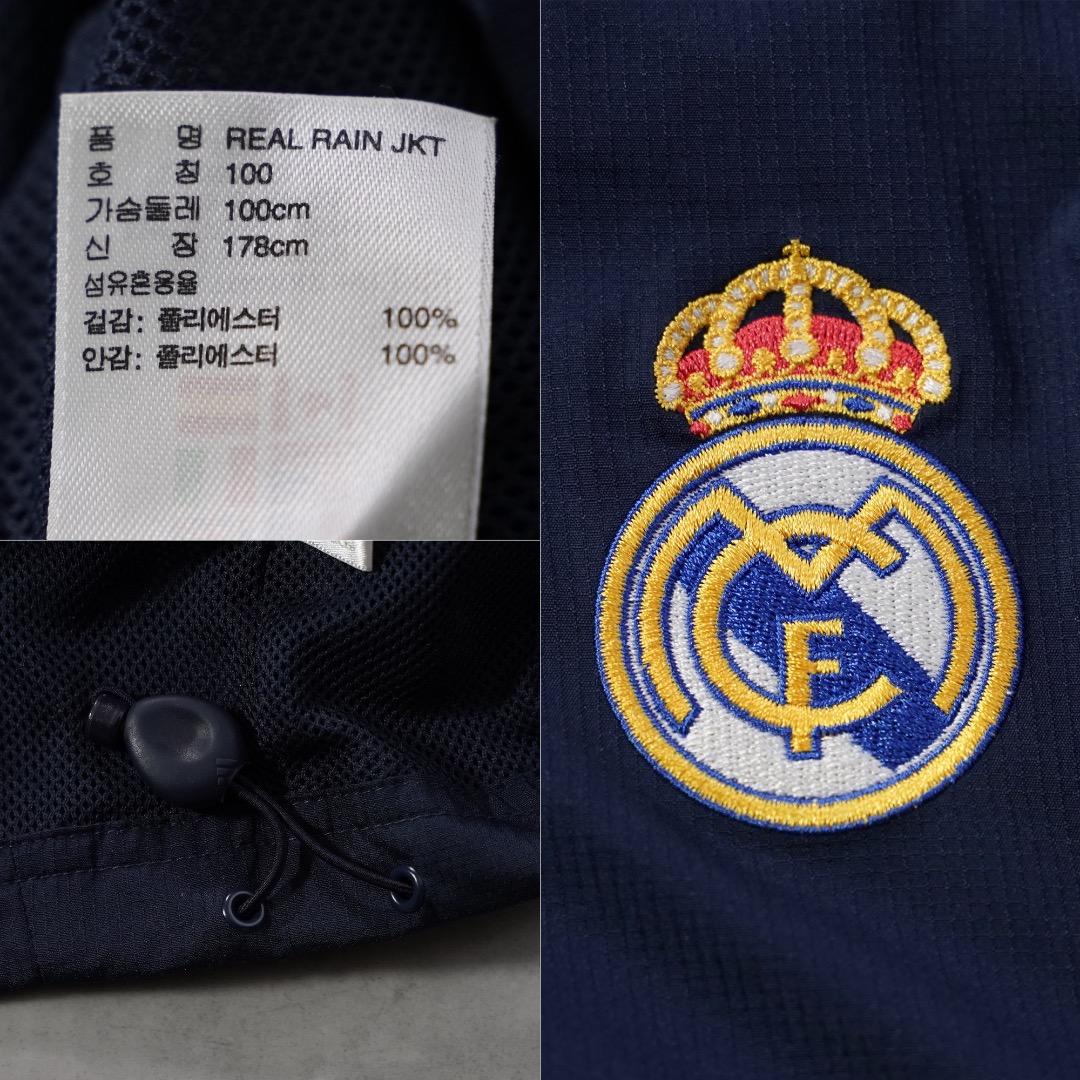 품 명 REAL RAIN JKT
호 칭 100
가슴둘레 100cm
신 장 178cm
섬유혼용율
겉감: 폴리에스터 100%
안감: 폴리에스터 100%